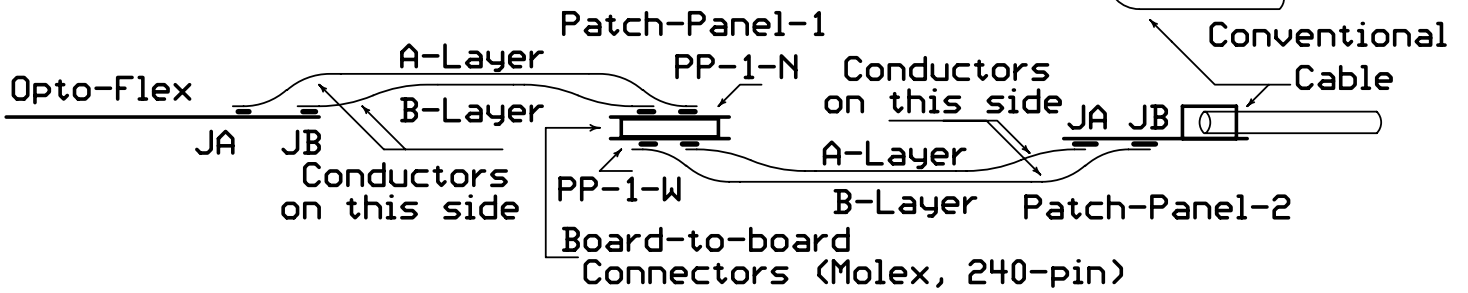 Patch-Panel-1
Conventional
Cable
Opto-Flex
A-Layer
PP-1-N
Conductors
on this side
B-Layer
JA
JB
JA
JB
Conductors
on this side
PP-1-W
A-Layer
B-Layer
Patch-Panel-2
Board-to-board
Connectors (Molex, 240-pin)